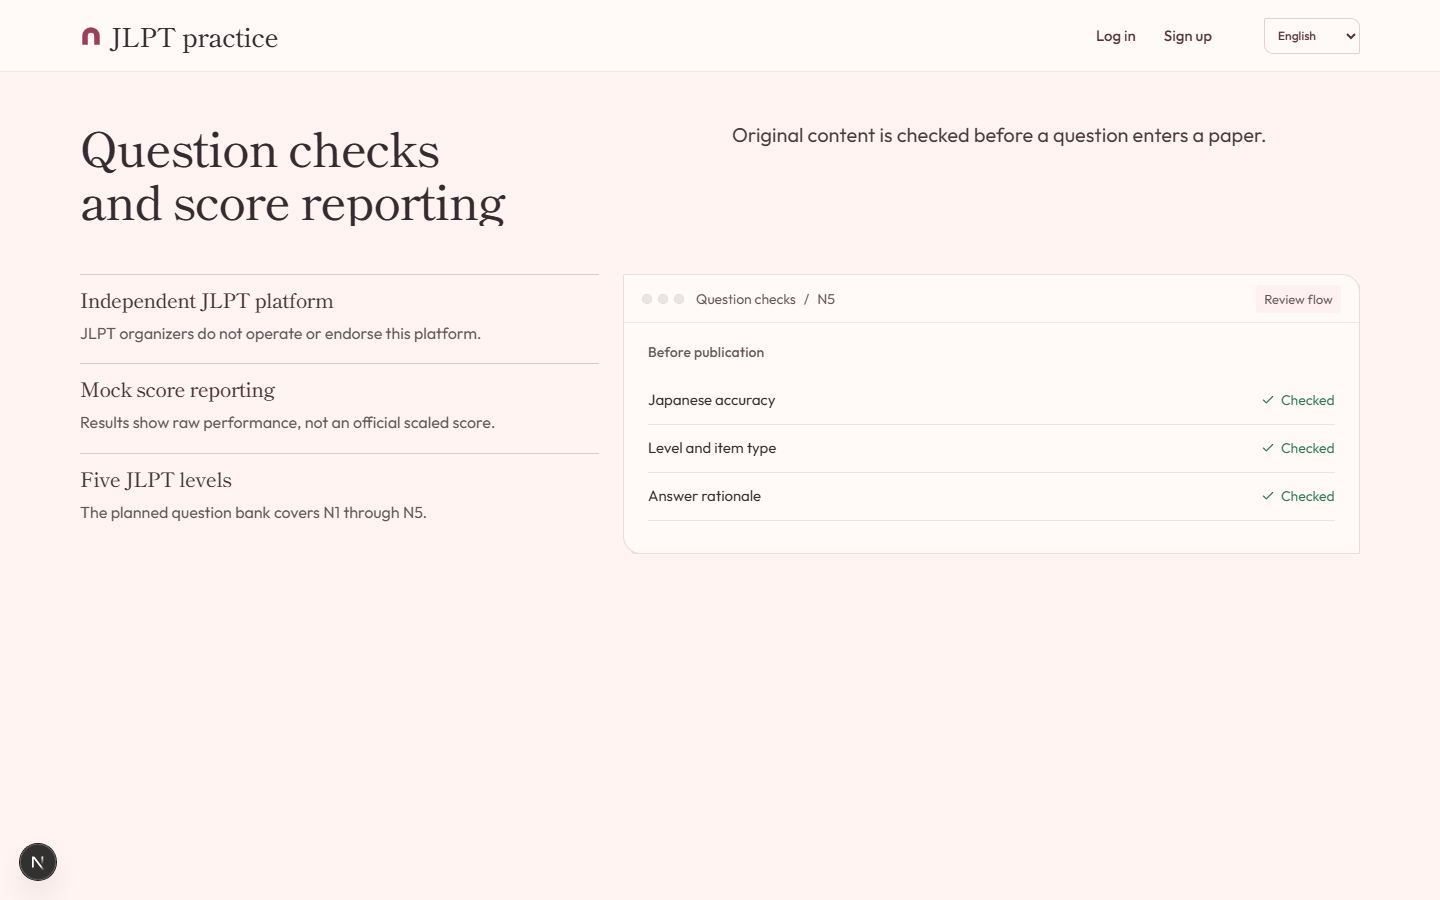 JLPT practice
Log in
Sign up
English
Question checks
and score reporting
Original content is checked before a question enters a paper.
Independent JLPT platform
JLPT organizers do not operate or endorse this platform.
Mock score reporting
Results show raw performance, not an official scaled score.
Five JLPT levels
The planned question bank covers N1 through N5.
Question checks / N5
Review flow
Before publication
Japanese accuracy
Checked
Level and item type
Checked
Answer rationale
Checked
N